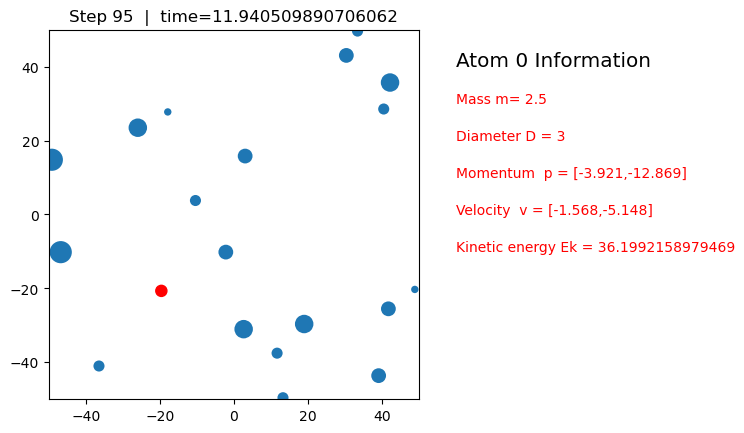 Step 95  |  time=11.940509890706062
Atom 0 Information
Mass m= 2.5
Diameter D = 3
Momentum  p = [-3.921,-12.869]
Velocity  v = [-1.568,-5.148]
Kinetic energy Ek = 36.1992158979469
40
20
0
−20
−40
−40 −20 0 20 40